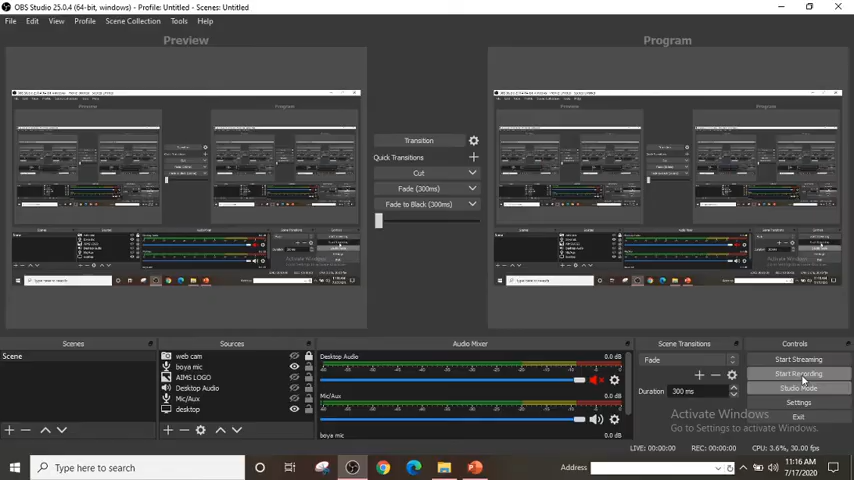 OBS Studio 25.0.4 (64-bit, windows) - Profile: Untitled - Scenes: Untitled
File Edit View Profile Scene Collection Tools Help
Preview
Program
Transition
Quick Transitions
Cut
Fade (300ms)
Fade to Black (300ms)
Scenes
Scene
Sources
web cam
boya mic
AIMS LOGO
Desktop Audio
Mic/Aux
desktop
Audio Mixer
Desktop Audio 0.0 dB
Mic/Aux 0.0 dB
boya mic
Scene Transitions
Fade
Duration 300 ms
Controls
Start Streaming
Start Recording
Studio Mode
Settings
Exit
Activate Windows
Go to Settings to activate Windows.
LIVE: 00:00:00 REC: 00:00:00 CPU: 3.6%, 30.00 fps
Type here to search
Address
11:16 AM
7/17/2020